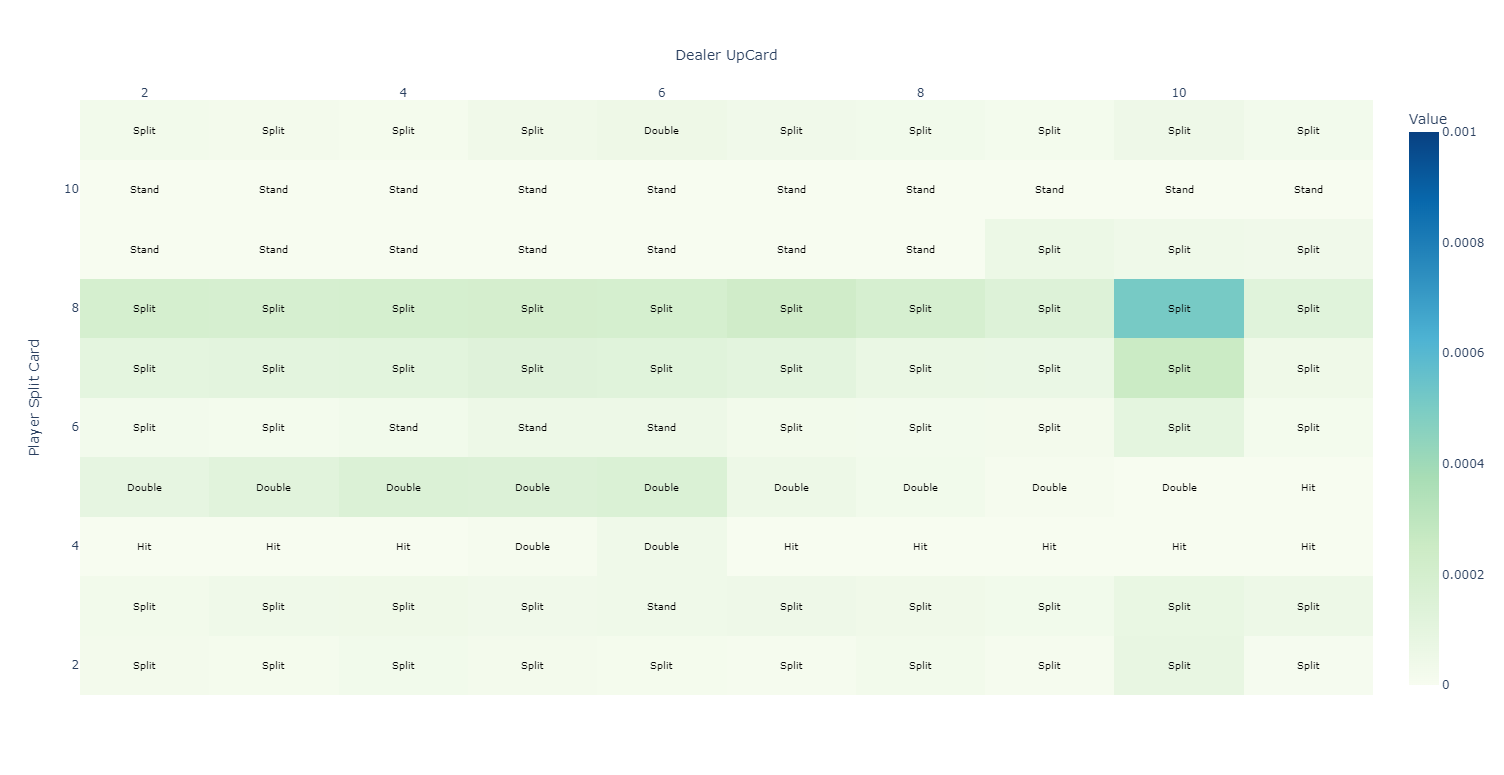 Dealer UpCard
2 4 6 8 10
Value
Split Split Split Split Double Split Split Split Split Split
0.001
10 Stand Stand Stand Stand Stand Stand Stand Stand Stand Stand
0.0008
Stand Stand Stand Stand Stand Stand Stand Split Split Split
8 Split Split Split Split Split Split Split Split Split Split
0.0006
Split Split Split Split Split Split Split Split Split Split
Player Split Card
6 Split Split Stand Stand Stand Split Split Split Split Split
0.0004
Double Double Double Double Double Double Double Double Double Hit
4 Hit Hit Hit Double Double Hit Hit Hit Hit Hit
0.0002
Split Split Split Split Stand Split Split Split Split Split
2 Split Split Split Split Split Split Split Split Split Split
0